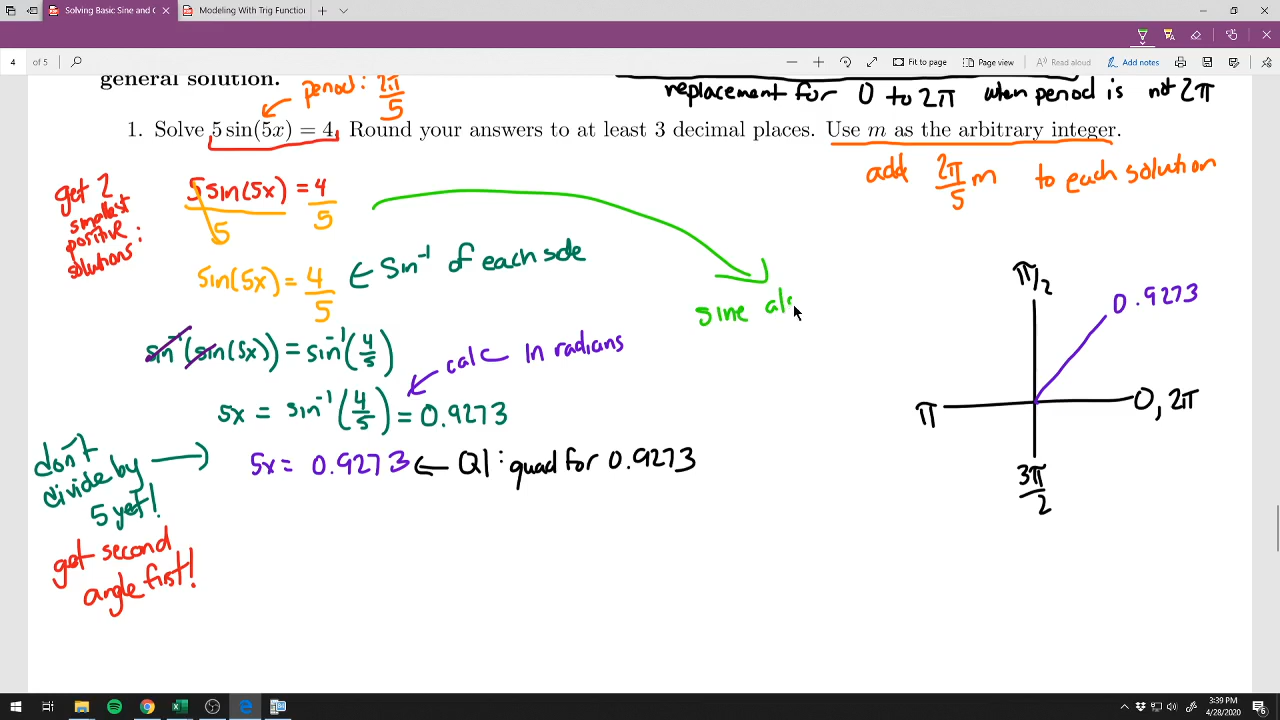 Solving Basic Sine and C
Modeling With Trig Function
4 of 5
Fit to page
Page view
Read aloud
Add notes
general solution.
period: 2π/5
replacement for 0 to 2π when period is not 2π
1. Solve 5 sin(5x) = 4. Round your answers to at least 3 decimal places. Use m as the arbitrary integer.
add 2π/5 m to each solution
get 2
smallest
positive
solutions:
5 sin(5x) = 4
5 5
sin(5x) = 4/5 ← Sin⁻¹ of each side
sine als
π/2
0.9273
sin⁻¹(sin(5x)) = sin⁻¹(4/5)
calc in radians
5x = sin⁻¹(4/5) = 0.9273
π
0, 2π
don't
divide by
5 yet!
5x = 0.9273 ← Q1: quad for 0.9273
3π/2
get second
angle first!
3:39 PM
4/28/2020